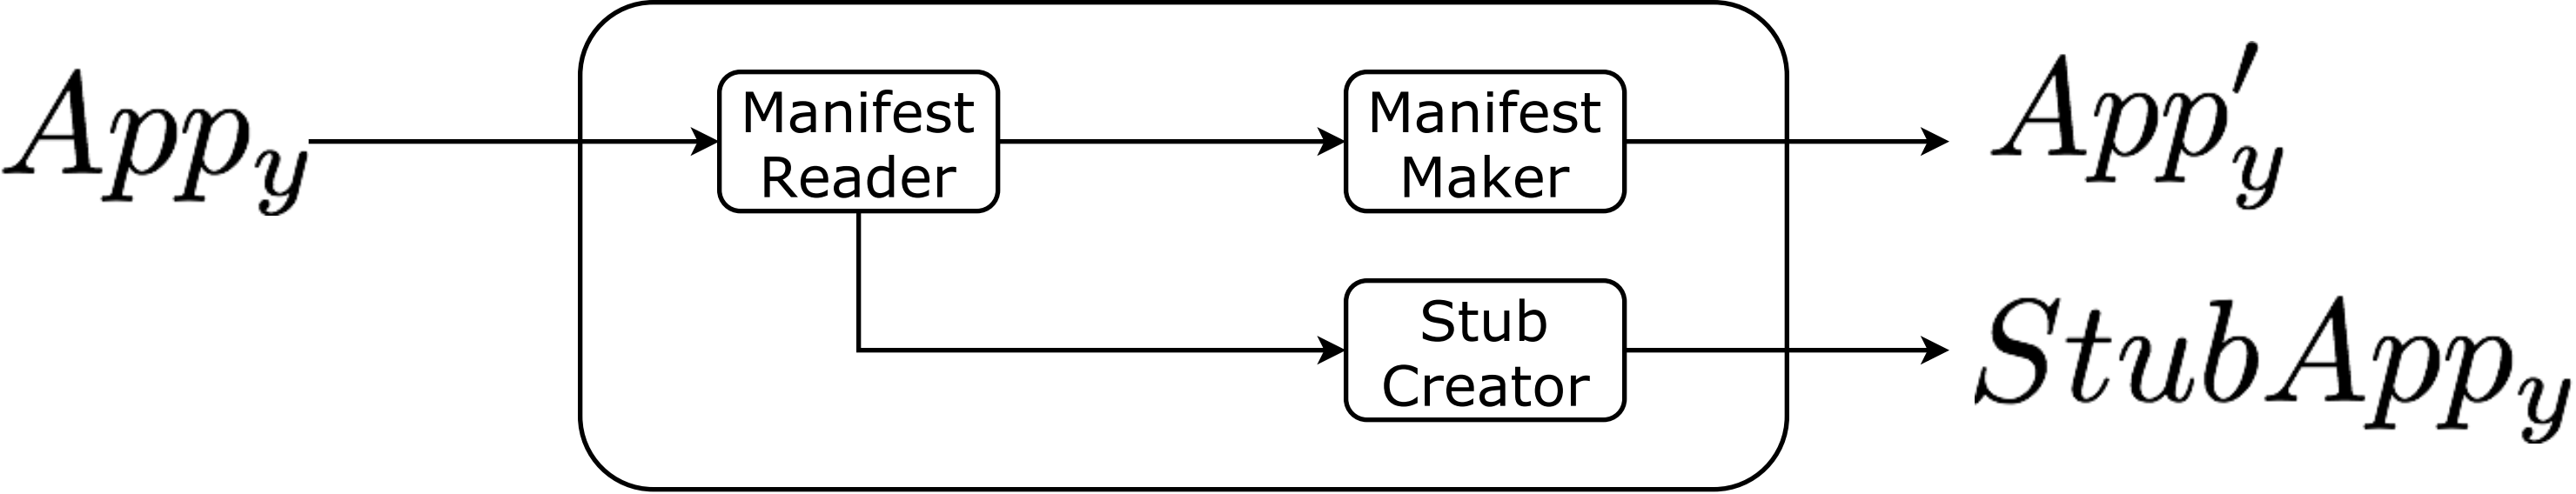 App_y
Manifest
Reader
Manifest
Maker
App'_y
Stub
Creator
StubApp_y